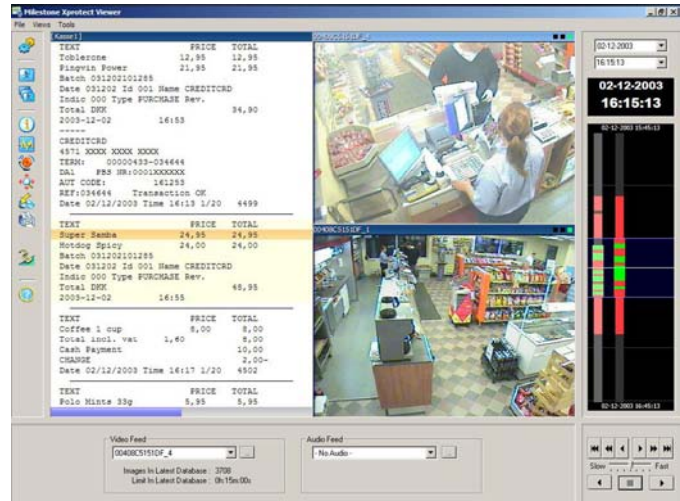 Milestone Xprotect Viewer
File Views Tools
[Kasse1]
TEXT PRICE TOTAL
Toblerone 12,95 12,95
Pingvin Power 21,95 21,95
Batch 031202101285
Date 031202 Id 001 Name CREDITCRD
Indic 000 Type PURCHASE Rev.
Total DKK 34,90
2003-12-02 16:53
-----
CREDITCRD
4571 XXXX XXXX XXXX
TERM: 00000433-034644
DA1 PBS NR:0001XXXXXX
AUT CODE: 161253
REF:034644 Transaction OK
Date 02/12/2003 Time 16:13 1/20 4499
TEXT PRICE TOTAL
Super Samba 24,95 24,95
Hotdog Spicy 24,00 24,00
Batch 031202101285
Date 031202 Id 001 Name CREDITCRD
Indic 000 Type PURCHASE Rev.
Total DKK 48,95
2003-12-02 16:55
TEXT PRICE TOTAL
Coffee 1 cup 8,00 8,00
Total incl. vat 1,60 8,00
Cash Payment 10,00
CHANGE 2,00-
Date 02/12/2003 Time 16:17 1/20 4502
TEXT PRICE TOTAL
Polo Mints 33g 5,95 5,95
00408C5151DF_4
00408C5151DF_1
02-12-2003
16:15:13
02-12-2003
16:15:13
02-12-2003 15:45:13
02-12-2003 16:45:13
Video Feed
00408C5151DF_4
...
Images In Latest Database : 3708
Limit In Latest Database : 0h:15m:00s
Audio Feed
- No Audio -
...
Slow Fast